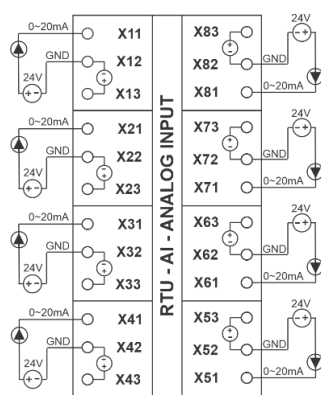 0~20mA X11
GND X12
24V X13
0~20mA X21
GND X22
24V X23
0~20mA X31
GND X32
24V X33
0~20mA X41
GND X42
24V X43
RTU - AI - ANALOG INPUT
X83 24V
X82 GND
X81 0~20mA
X73 24V
X72 GND
X71 0~20mA
X63 24V
X62 GND
X61 0~20mA
X53 24V
X52 GND
X51 0~20mA